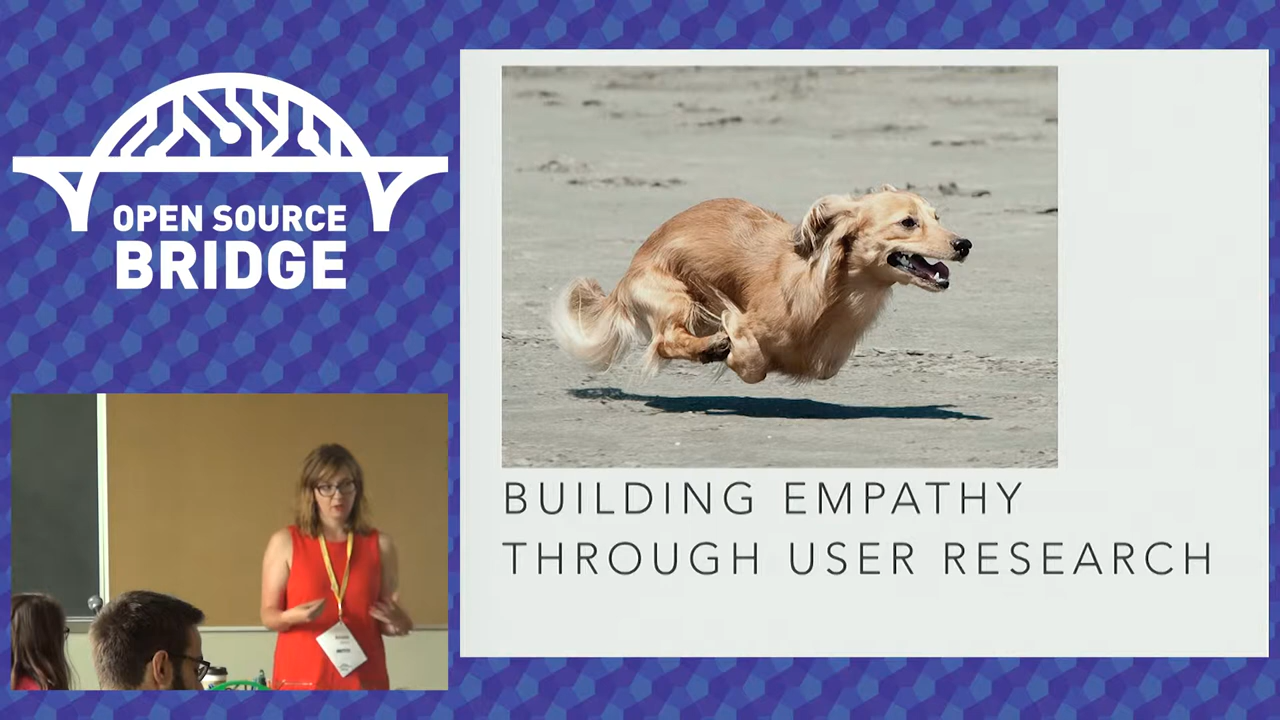 OPEN SOURCE
BRIDGE
BUILDING EMPATHY
THROUGH USER RESEARCH